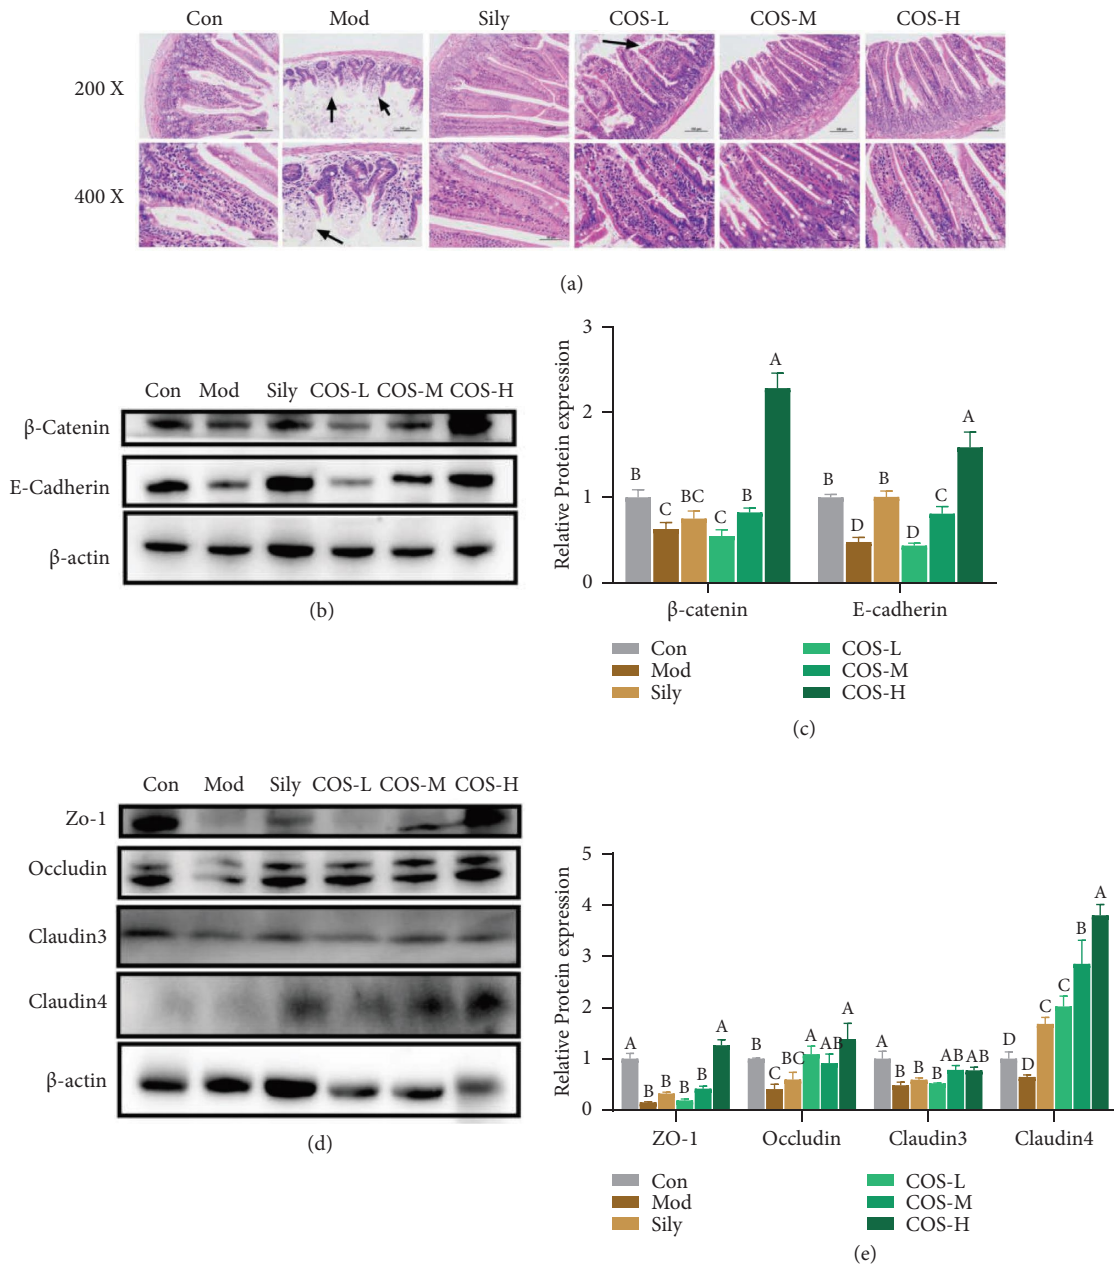 Con Mod Sily COS-L COS-M COS-H
200 X
400 X
(a)
Con Mod Sily COS-L COS-M COS-H
β-Catenin
E-Cadherin
β-actin
(b)
Relative Protein expression
3
2
1
0
B C BC C B A
B D B D C A
β-catenin E-cadherin
Con COS-L
Mod COS-M
Sily COS-H
(c)
Con Mod Sily COS-L COS-M COS-H
Zo-1
Occludin
Claudin3
Claudin4
β-actin
(d)
Relative Protein expression
5
4
3
2
1
0
A B B B B A
B C BC A AB A
A B B B AB AB
D D C C B A
ZO-1 Occludin Claudin3 Claudin4
Con COS-L
Mod COS-M
Sily COS-H
(e)